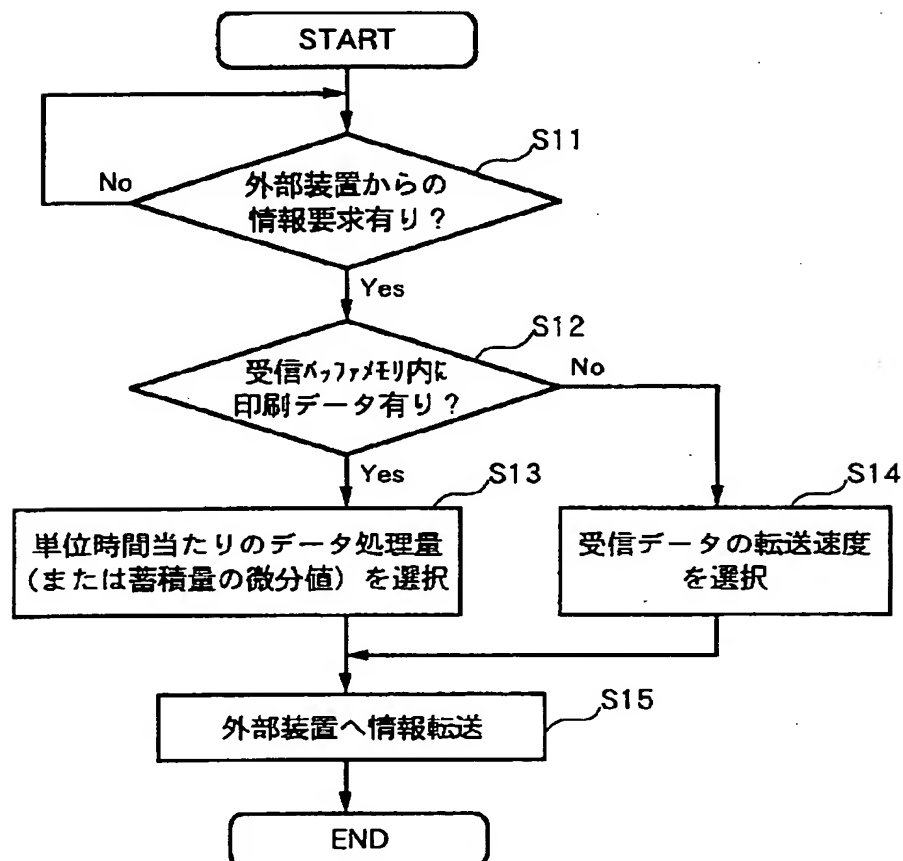 START
S11
No
外部装置からの
情報要求有り？
Yes
S12
受信ﾊﾞｯﾌｧﾒﾓﾘ内に
印刷データ有り？
No
Yes
S13
単位時間当たりのデータ処理量
(または蓄積量の微分値) を選択
S14
受信データの転送速度
を選択
S15
外部装置へ情報転送
END